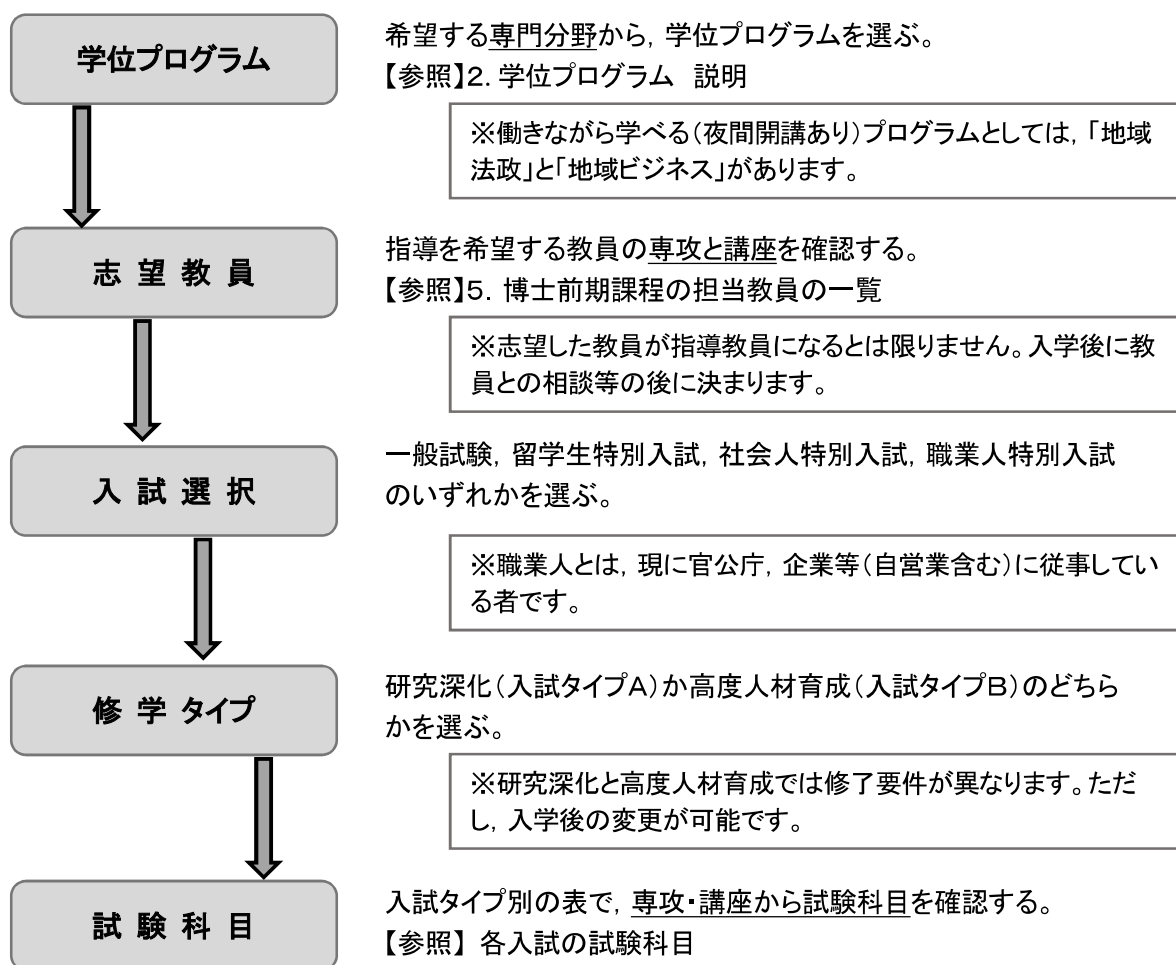 学位プログラム
希望する専門分野から, 学位プログラムを選ぶ。
【参照】2. 学位プログラム 説明
※働きながら学べる(夜間開講あり)プログラムとしては, 「地域
法政」と「地域ビジネス」があります。
志 望 教 員
指導を希望する教員の専攻と講座を確認する。
【参照】5. 博士前期課程の担当教員の一覧
※志望した教員が指導教員になるとは限りません。入学後に教
員との相談等の後に決まります。
入 試 選 択
一般試験, 留学生特別入試, 社会人特別入試, 職業人特別入試
のいずれかを選ぶ。
※職業人とは, 現に官公庁, 企業等(自営業含む)に従事してい
る者です。
修 学 タイプ
研究深化(入試タイプA)か高度人材育成(入試タイプB)のどちら
かを選ぶ。
※研究深化と高度人材育成では修了要件が異なります。ただ
し, 入学後の変更が可能です。
試 験 科 目
入試タイプ別の表で, 専攻・講座から試験科目を確認する。
【参照】 各入試の試験科目